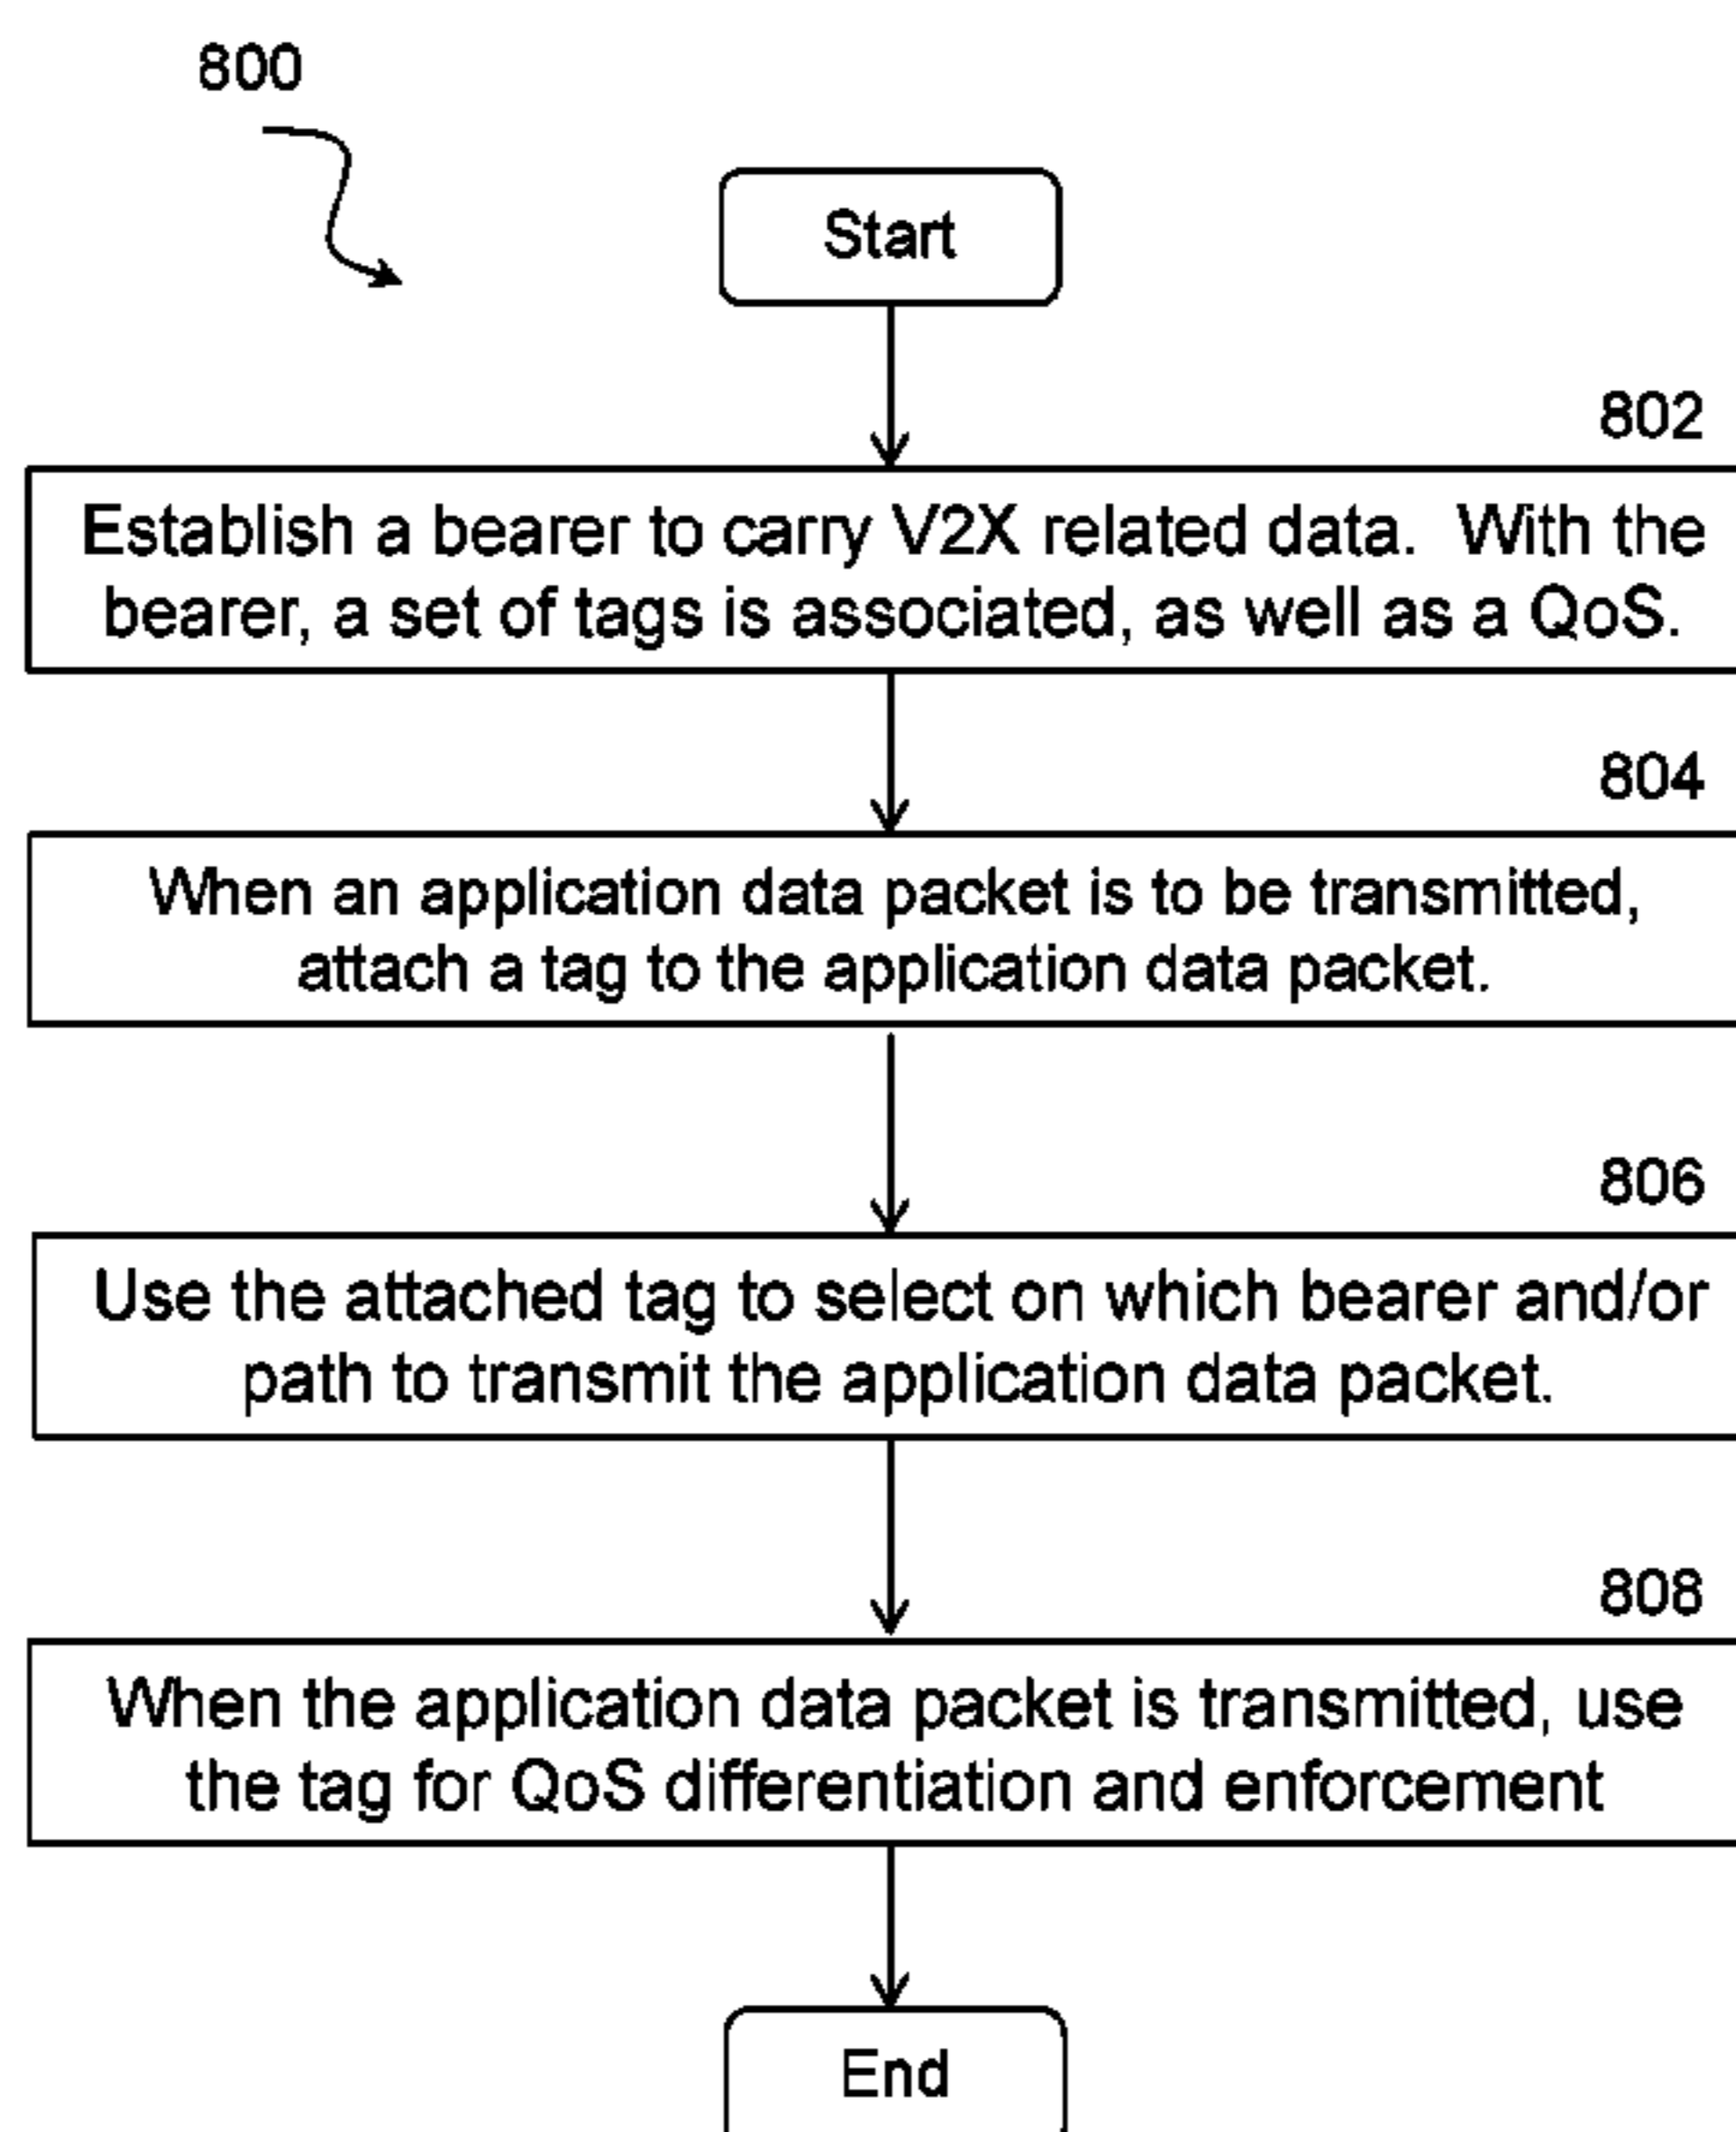 800
Start
802
Establish a bearer to carry V2X related data.  With the
bearer, a set of tags is associated, as well as a QoS.
804
When an application data packet is to be transmitted,
attach a tag to the application data packet.
806
Use the attached tag to select on which bearer and/or
path to transmit the application data packet.
808
When the application data packet is transmitted, use
the tag for QoS differentiation and enforcement
End